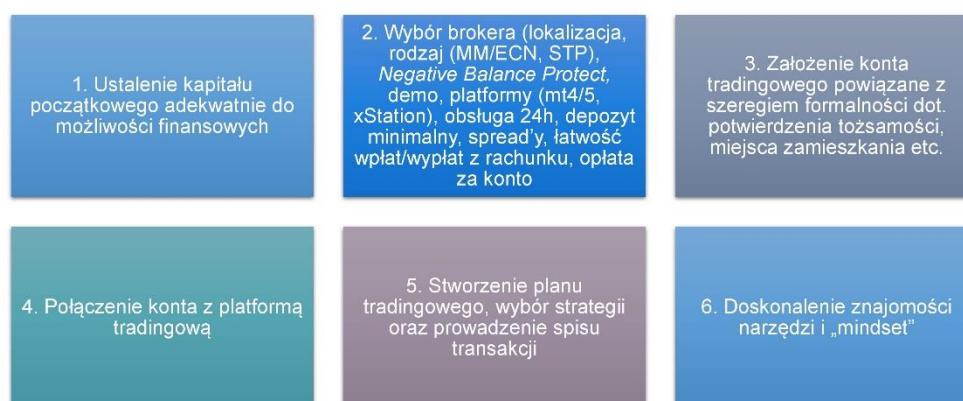 1. Ustalenie kapitału
początkowego adekwatnie do
możliwości finansowych
2. Wybór brokera (lokalizacja,
rodzaj (MM/ECN, STP),
Negative Balance Protect,
demo, platformy (mt4/5,
xStation), obsługa 24h, depozyt
minimalny, spread’y, łatwość
wpłat/wypłat z rachunku, opłata
za konto
3. Założenie konta
tradingowego powiązane z
szeregiem formalności dot.
potwierdzenia tożsamości,
miejsca zamieszkania etc.
4. Połączenie konta z platformą
tradingową
5. Stworzenie planu
tradingowego, wybór strategii
oraz prowadzenie spisu
transakcji
6. Doskonalenie znajomości
narzędzi i „mindset”